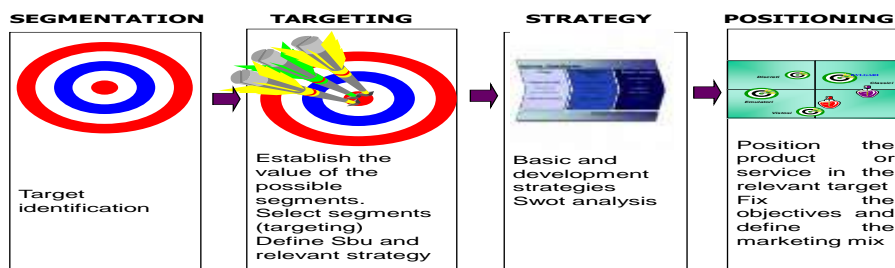 SEGMENTATION
TARGETING
STRATEGY
POSITIONING
Target
identification
Establish the
value of the
possible
segments.
Select segments
(targeting)
Define Sbu and
relevant strategy
Basic and
development
strategies
Swot analysis
Position the
product or
service in the
relevant target
Fix the
objectives and
define the
marketing mix